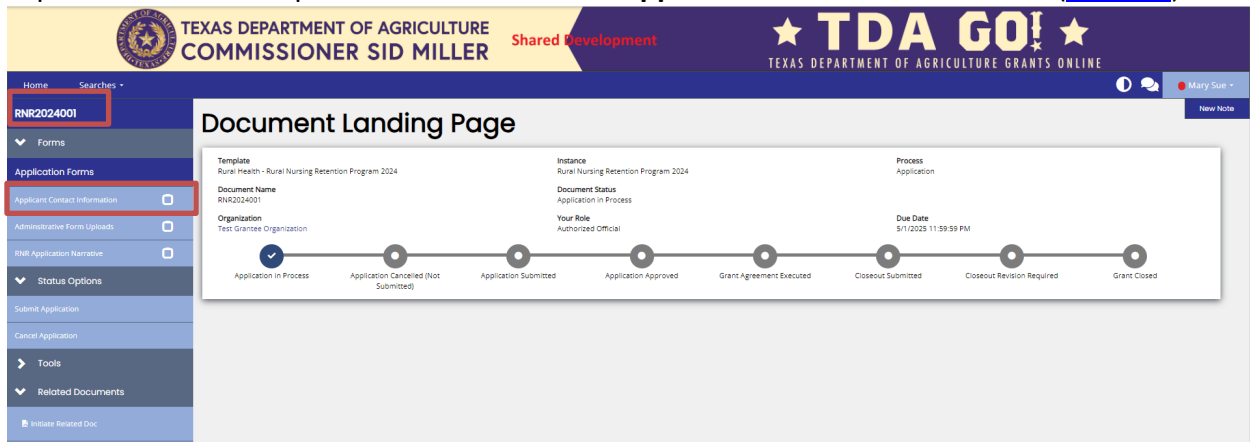 TEXAS DEPARTMENT OF AGRICULTURE
COMMISSIONER SID MILLER
Shared Development
TDA GO!
TEXAS DEPARTMENT OF AGRICULTURE GRANTS ONLINE
Home Searches
Mary Sue
RNR2024001
New Note
Document Landing Page
Forms
Application Forms
Applicant Contact Information
Adminsitrative Form Uploads
RNR Application Narrative
Status Options
Submit Application
Cancel Application
Tools
Related Documents
Initiate Related Doc
Template Instance Process
Rural Health - Rural Nursing Retention Program 2024 Rural Nursing Retention Program 2024 Application
Document Name Document Status
RNR2024001 Application in Process
Organization Your Role Due Date
Test Grantee Organization Authorized Official 5/1/2025 11:59:59 PM
Application in Process Application Cancelled (Not Submitted) Application Submitted Application Approved Grant Agreement Executed Closeout Submitted Closeout Revision Required Grant Closed